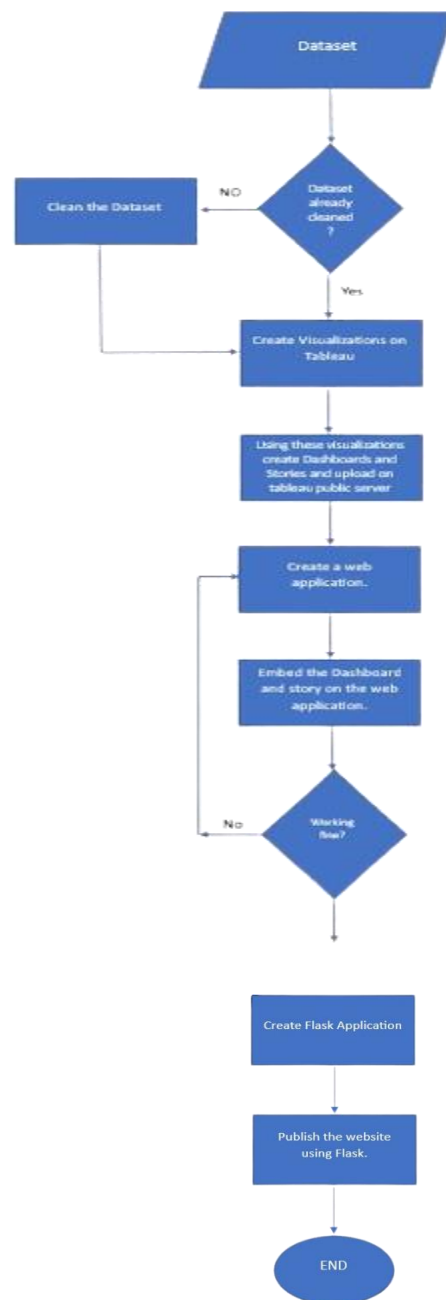 Dataset
Dataset
already
cleaned
?
NO
Clean the Dataset
Yes
Create Visualizations on
Tableau
Using these visualizations
create Dashboards and
Stories and upload on
tableau public server
Create a web
application.
Embed the Dashboard
and story on the web
application.
Working
fine?
No
Create Flask Application
Publish the website
using Flask.
END